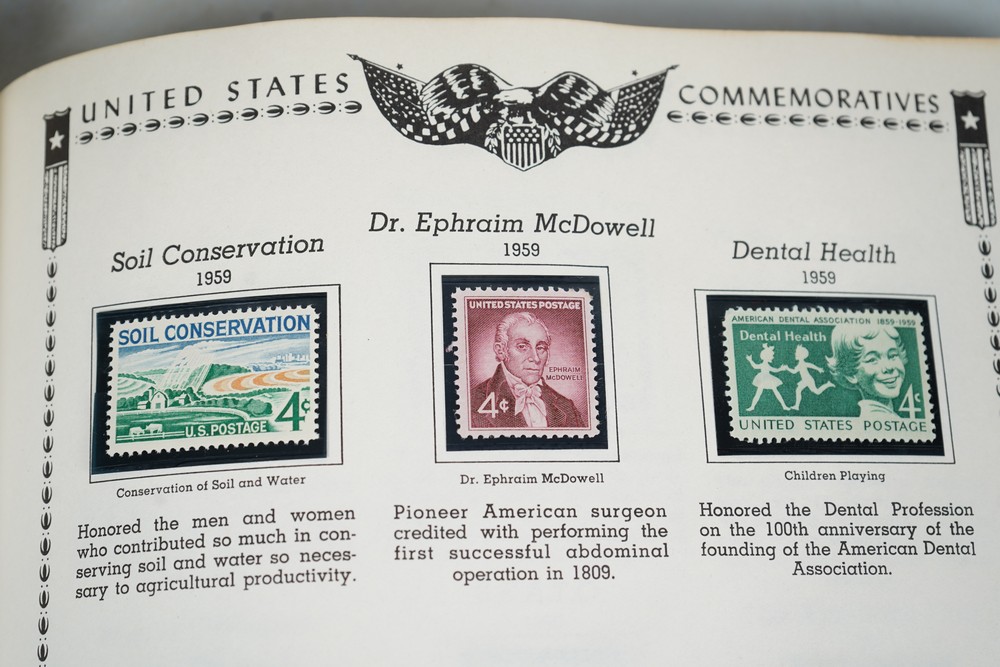 UNITED STATES COMMEMORATIVES
Soil Conservation
1959
SOIL CONSERVATION
4¢
U.S. POSTAGE
Conservation of Soil and Water
Honored the men and women
who contributed so much in con-
serving soil and water so neces-
sary to agricultural productivity.
Dr. Ephraim McDowell
1959
UNITED STATES POSTAGE
EPHRAIM
McDOWELL
4¢
Dr. Ephraim McDowell
Pioneer American surgeon
credited with performing the
first successful abdominal
operation in 1809.
Dental Health
1959
AMERICAN DENTAL ASSOCIATION 1859-1959
Dental Health
4¢
UNITED STATES POSTAGE
Children Playing
Honored the Dental Profession
on the 100th anniversary of the
founding of the American Dental
Association.